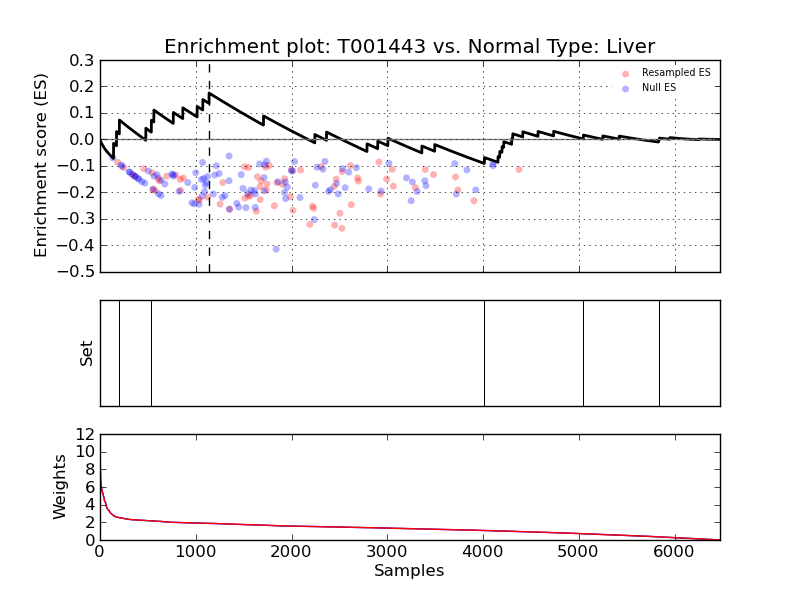 Enrichment plot: T001443 vs. Normal Type: Liver
Enrichment score (ES)
0.3
0.2
0.1
0.0
−0.1
−0.2
−0.3
−0.4
−0.5
Resampled ES
Null ES
Set
Weights
12
10
8
6
4
2
0
0 1000 2000 3000 4000 5000 6000
Samples